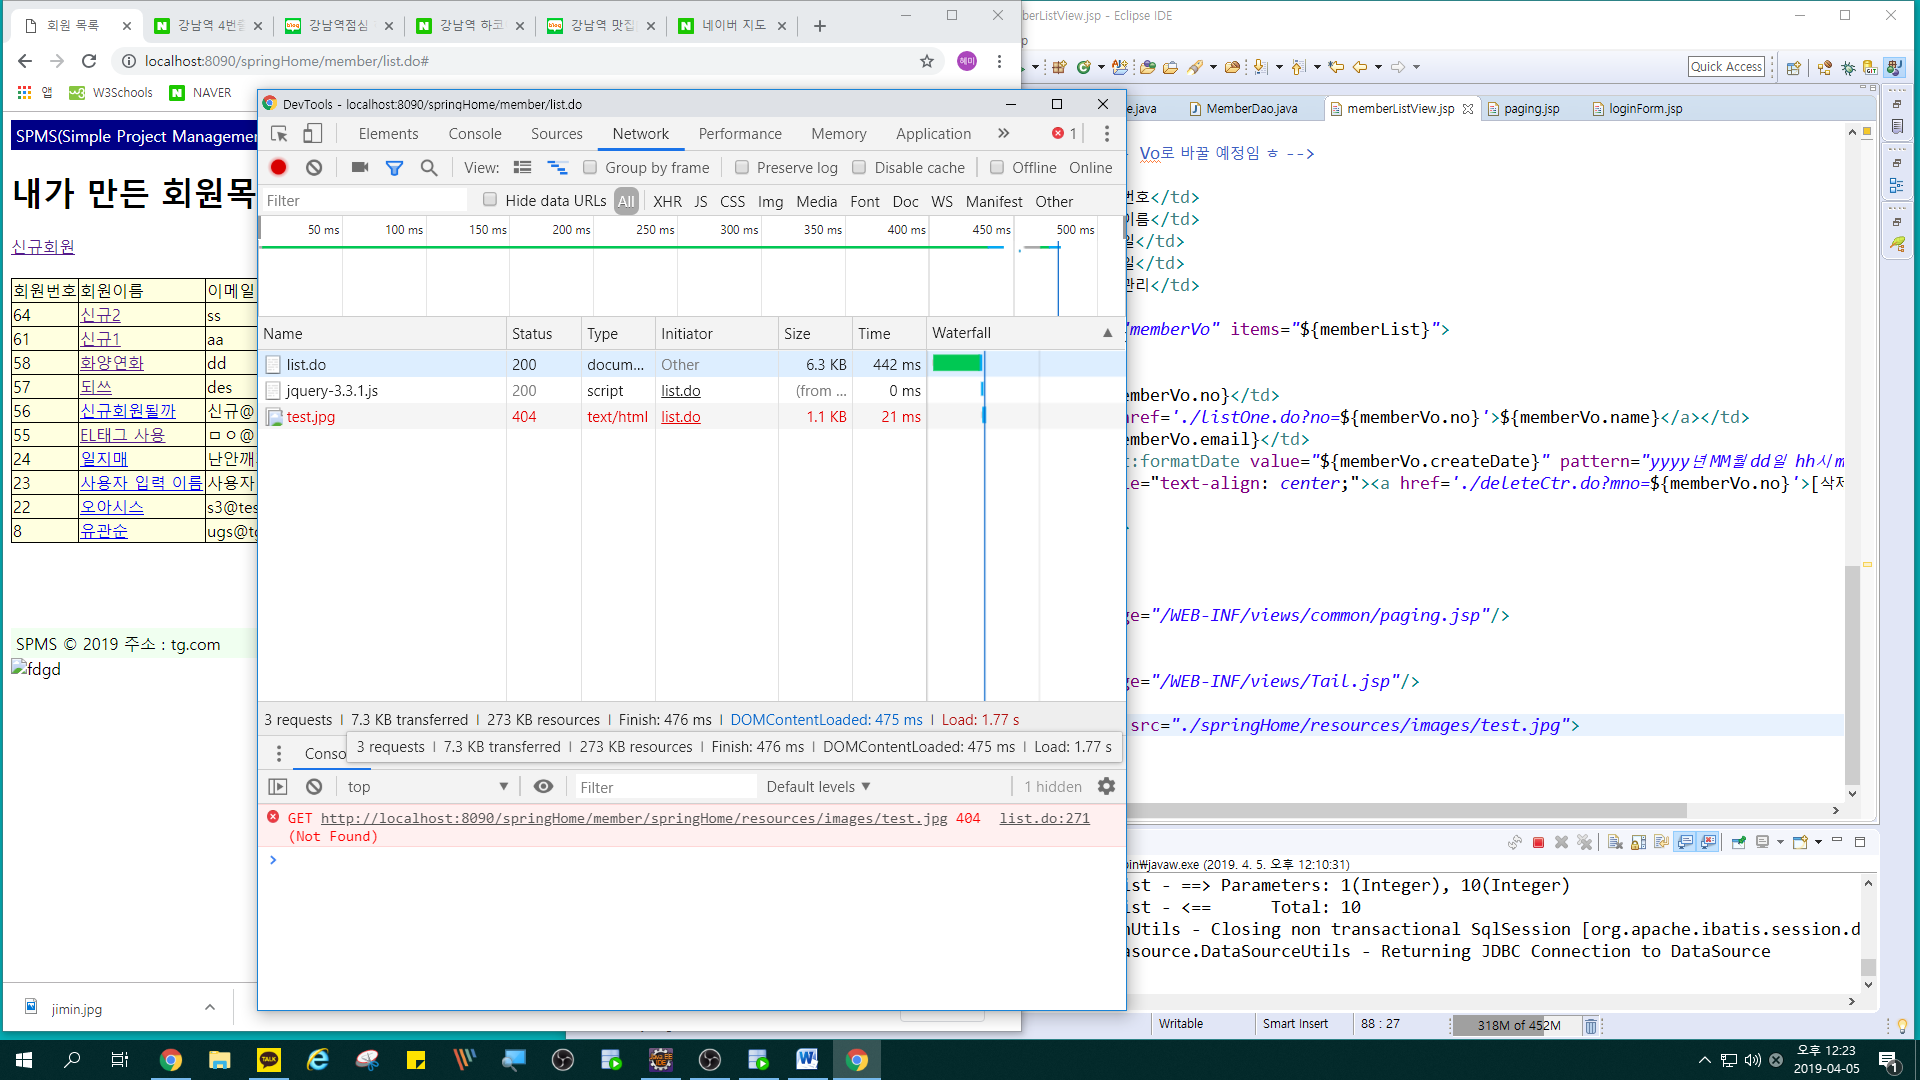 회원 목록
강남역 4번
강남역점심
강남역 하코
강남역 맛집
네이버 지도
localhost:8090/springHome/member/list.do#
해미
앱
W3Schools
NAVER
SPMS(Simple Project Managemen
내가 만든 회원목
신규회원
회원번호 회원이름 이메일
64 신규2 ss
61 신규1 aa
58 화양연화 dd
57 되쓰 des
56 신규회원될까 신규@
55 EL태그 사용 ㅁㅇ@
24 일지매 난안깨
23 사용자 입력 이름 사용자
22 오아시스 s3@tes
8 유관순 ugs@tg
SPMS © 2019 주소 : tg.com
fdgd
jimin.jpg
DevTools - localhost:8090/springHome/member/list.do
Elements Console Sources Network Performance Memory Application » 1
View: Group by frame Preserve log Disable cache Offline Online
Filter Hide data URLs All XHR JS CSS Img Media Font Doc WS Manifest Other
50 ms 100 ms 150 ms 200 ms 250 ms 300 ms 350 ms 400 ms 450 ms 500 ms
Name Status Type Initiator Size Time Waterfall
list.do 200 docum... Other 6.3 KB 442 ms
jquery-3.3.1.js 200 script list.do (from ... 0 ms
test.jpg 404 text/html list.do 1.1 KB 21 ms
3 requests | 7.3 KB transferred | 273 KB resources | Finish: 476 ms | DOMContentLoaded: 475 ms | Load: 1.77 s
Conso
3 requests | 7.3 KB transferred | 273 KB resources | Finish: 476 ms | DOMContentLoaded: 475 ms | Load: 1.77 s
top Filter Default levels 1 hidden
GET http://localhost:8090/springHome/member/springHome/resources/images/test.jpg 404 list.do:271
(Not Found)
berListView.jsp - Eclipse IDE
p
Quick Access
e.java MemberDao.java memberListView.jsp paging.jsp loginForm.jsp
Vo로 바꿀 예정임 ㅎ -->
번호</td>
이름</td>
일</td>
일</td>
관리</td>
"memberVo" items="${memberList}">
emberVo.no}</td>
href='./listOne.do?no=${memberVo.no}'>${memberVo.name}</a></td>
emberVo.email}</td>
t:formatDate value="${memberVo.createDate}" pattern="yyyy년MM월dd일 hh시m
le="text-align: center;"><a href='./deleteCtr.do?mno=${memberVo.no}'>[삭제
ge="/WEB-INF/views/common/paging.jsp"/>
ge="/WEB-INF/views/Tail.jsp"/>
src="./springHome/resources/images/test.jpg">
bin₩javaw.exe (2019. 4. 5. 오후 12:10:31)
ist - ==> Parameters: 1(Integer), 10(Integer)
ist - <==      Total: 10
nUtils - Closing non transactional SqlSession [org.apache.ibatis.session.d
asource.DataSourceUtils - Returning JDBC Connection to DataSource
Writable Smart Insert 88 : 27 318M of 452M
오후 12:23
2019-04-05
1